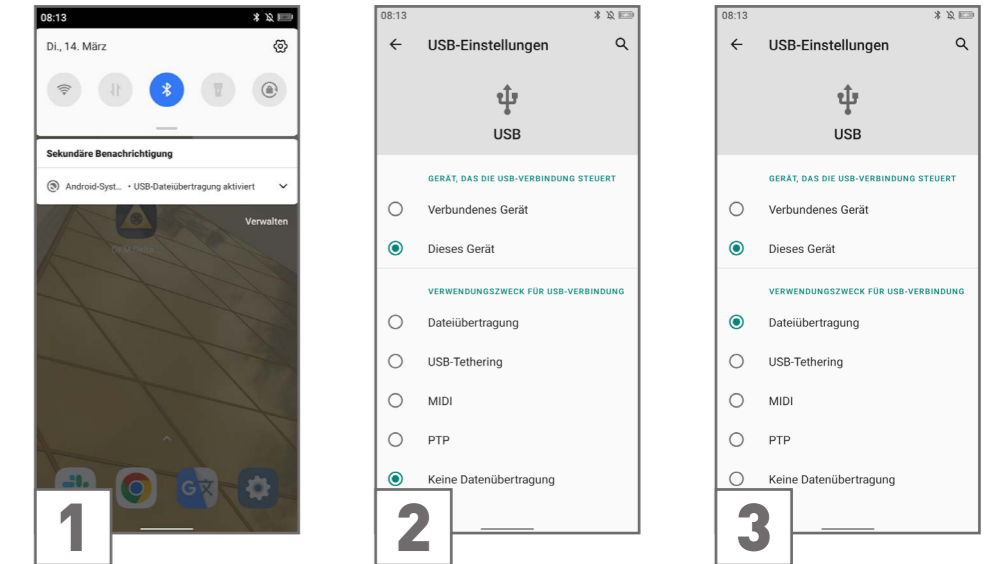 08:13
Di., 14. März
Sekundäre Benachrichtigung
Android-Syst... • USB-Dateiübertragung aktiviert
Verwalten
1
08:13
USB-Einstellungen
USB
GERÄT, DAS DIE USB-VERBINDUNG STEUERT
Verbundenes Gerät
Dieses Gerät
VERWENDUNGSZWECK FÜR USB-VERBINDUNG
Dateiübertragung
USB-Tethering
MIDI
PTP
Keine Datenübertragung
2
08:13
USB-Einstellungen
USB
GERÄT, DAS DIE USB-VERBINDUNG STEUERT
Verbundenes Gerät
Dieses Gerät
VERWENDUNGSZWECK FÜR USB-VERBINDUNG
Dateiübertragung
USB-Tethering
MIDI
PTP
Keine Datenübertragung
3